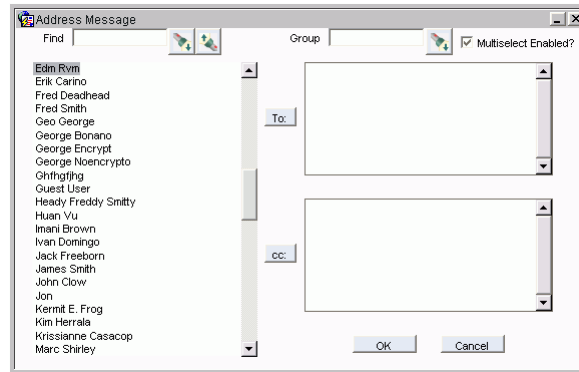 Address Message
Find Group Multiselect Enabled?
Edm Rvm
Erik Carino
Fred Deadhead
Fred Smith
Geo George
George Bonano
George Encrypt
George Noencrypto
Ghfhgfjhg
Guest User
Heady Freddy Smitty
Huan Vu
Imani Brown
Ivan Domingo
Jack Freeborn
James Smith
John Clow
Jon
Kermit E. Frog
Kim Herrala
Krissianne Casacop
Marc Shirley
To:
cc:
OK Cancel